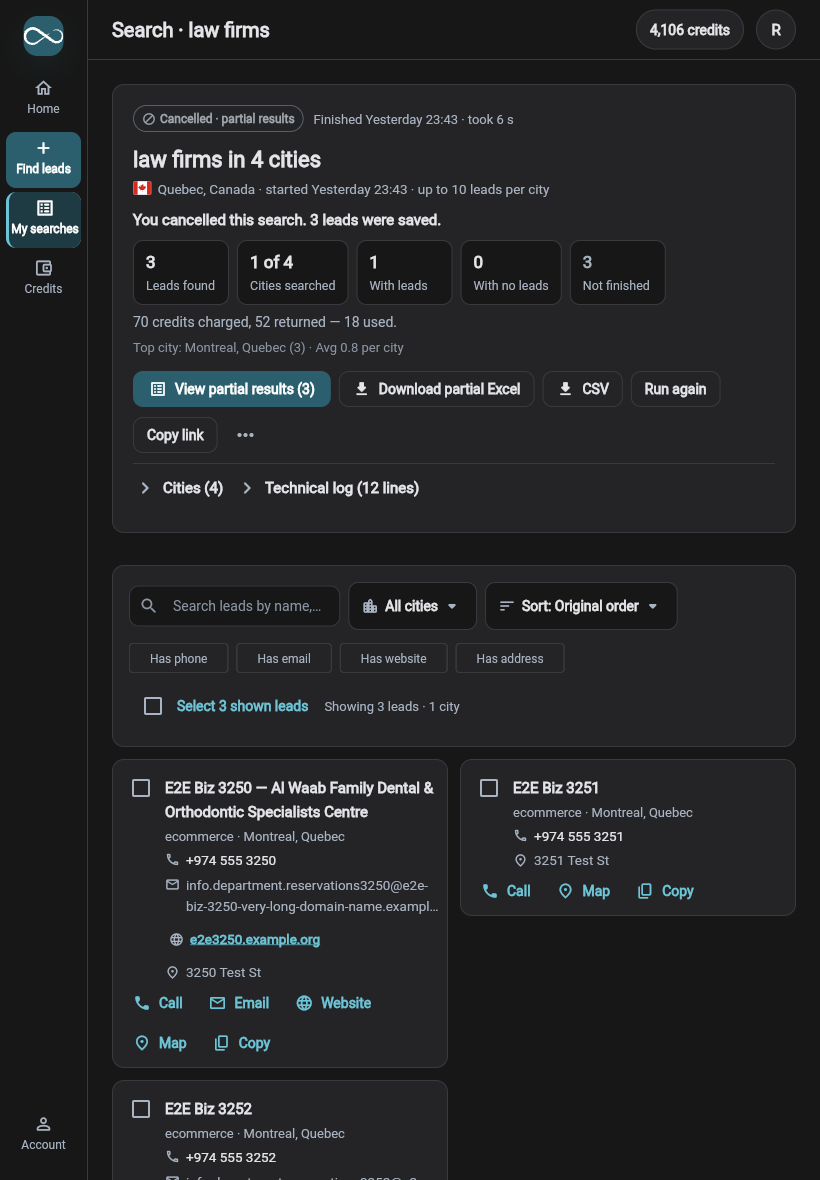 Search · law firms
4,106 credits
R
Home
Find leads
My searches
Credits
Account
Cancelled · partial results
Finished Yesterday 23:43 · took 6 s
law firms in 4 cities
Quebec, Canada · started Yesterday 23:43 · up to 10 leads per city
You cancelled this search. 3 leads were saved.
3
Leads found
1 of 4
Cities searched
1
With leads
0
With no leads
3
Not finished
70 credits charged, 52 returned — 18 used.
Top city: Montreal, Quebec (3) · Avg 0.8 per city
View partial results (3)
Download partial Excel
CSV
Run again
Copy link
Cities (4)
Technical log (12 lines)
Search leads by name,...
All cities
Sort: Original order
Has phone
Has email
Has website
Has address
Select 3 shown leads
Showing 3 leads · 1 city
E2E Biz 3250 — Al Waab Family Dental &
Orthodontic Specialists Centre
ecommerce · Montreal, Quebec
+974 555 3250
info.department.reservations3250@e2e-
biz-3250-very-long-domain-name.exampl...
e2e3250.example.org
3250 Test St
Call
Email
Website
Map
Copy
E2E Biz 3251
ecommerce · Montreal, Quebec
+974 555 3251
3251 Test St
Call
Map
Copy
E2E Biz 3252
ecommerce · Montreal, Quebec
+974 555 3252